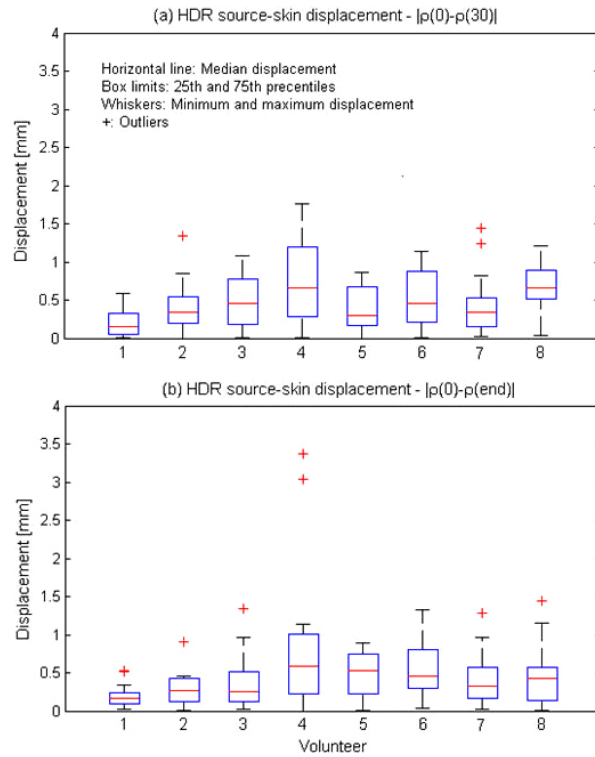 (a) HDR source-skin displacement - |ρ(0)-ρ(30)|
4
3.5
3
2.5
2
1.5
1
0.5
0
Displacement [mm]
Horizontal line: Median displacement
Box limits: 25th and 75th precentiles
Whiskers: Minimum and maximum displacement
+: Outliers
1 2 3 4 5 6 7 8
(b) HDR source-skin displacement - |ρ(0)-ρ(end)|
4
3.5
3
2.5
2
1.5
1
0.5
0
Displacement [mm]
1 2 3 4 5 6 7 8
Volunteer